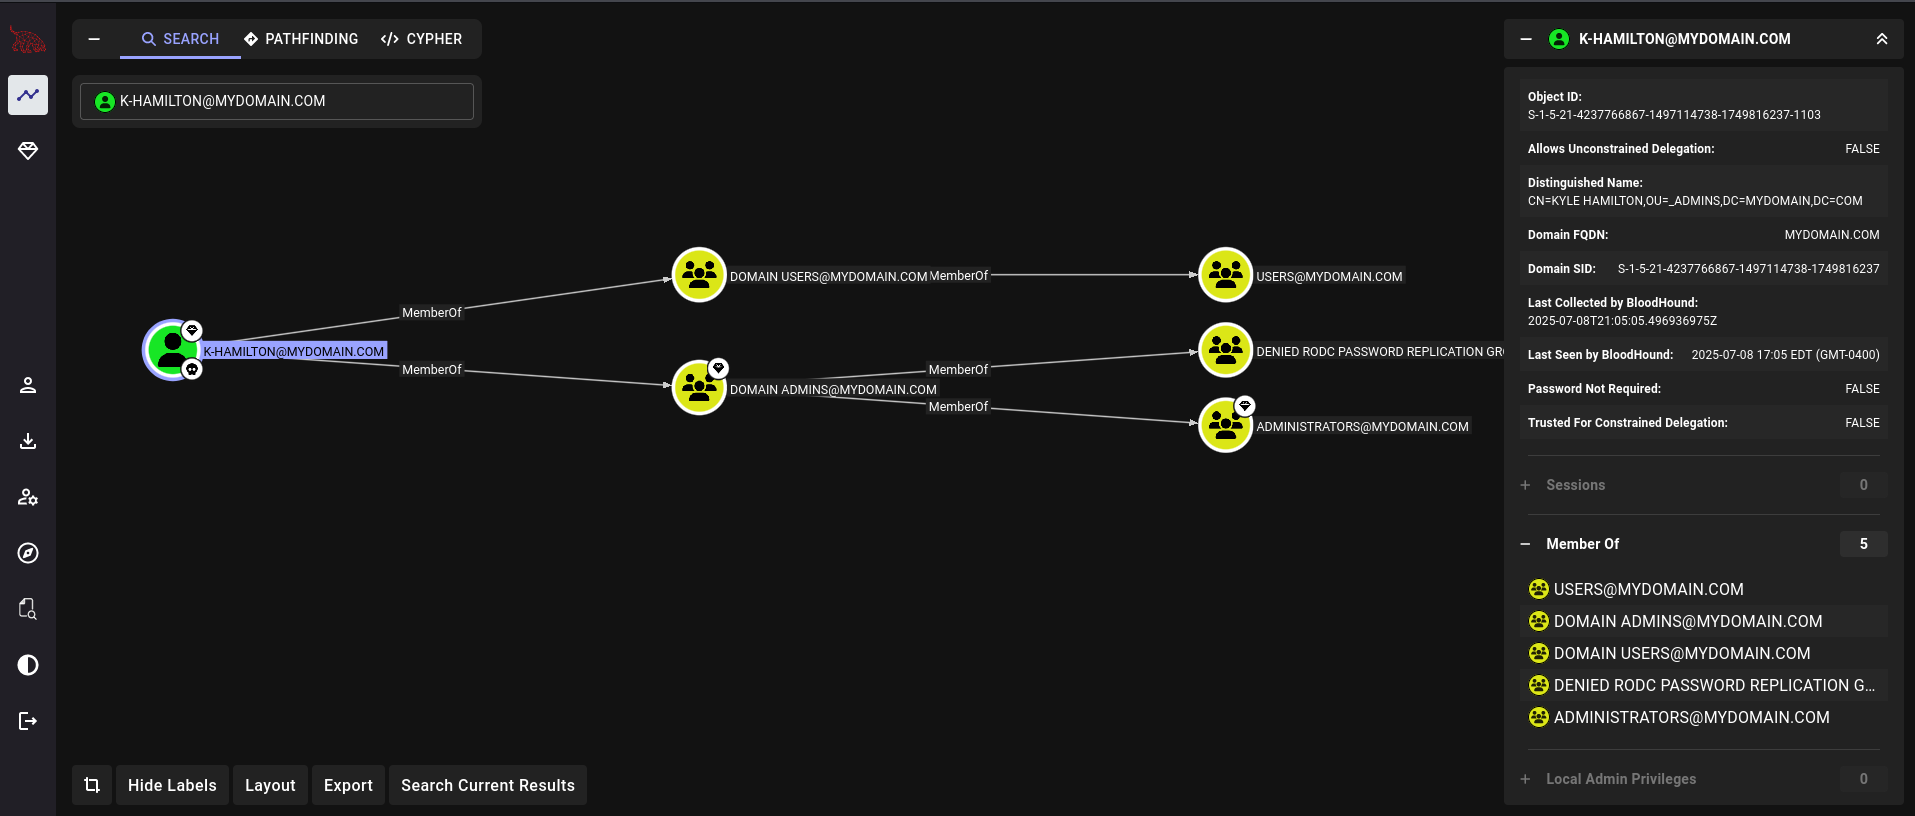 SEARCH
PATHFINDING
CYPHER
K-HAMILTON@MYDOMAIN.COM
DOMAIN USERS@MYDOMAIN.COM
MemberOf
USERS@MYDOMAIN.COM
MemberOf
K-HAMILTON@MYDOMAIN.COM
DENIED RODC PASSWORD REPLICATION GRO
MemberOf
MemberOf
DOMAIN ADMINS@MYDOMAIN.COM
MemberOf
ADMINISTRATORS@MYDOMAIN.COM
Hide Labels
Layout
Export
Search Current Results
K-HAMILTON@MYDOMAIN.COM
Object ID:
S-1-5-21-4237766867-1497114738-1749816237-1103
Allows Unconstrained Delegation: FALSE
Distinguished Name:
CN=KYLE HAMILTON,OU=_ADMINS,DC=MYDOMAIN,DC=COM
Domain FQDN: MYDOMAIN.COM
Domain SID: S-1-5-21-4237766867-1497114738-1749816237
Last Collected by BloodHound:
2025-07-08T21:05:05.496936975Z
Last Seen by BloodHound: 2025-07-08 17:05 EDT (GMT-0400)
Password Not Required: FALSE
Trusted For Constrained Delegation: FALSE
Sessions 0
Member Of 5
USERS@MYDOMAIN.COM
DOMAIN ADMINS@MYDOMAIN.COM
DOMAIN USERS@MYDOMAIN.COM
DENIED RODC PASSWORD REPLICATION G...
ADMINISTRATORS@MYDOMAIN.COM
Local Admin Privileges 0